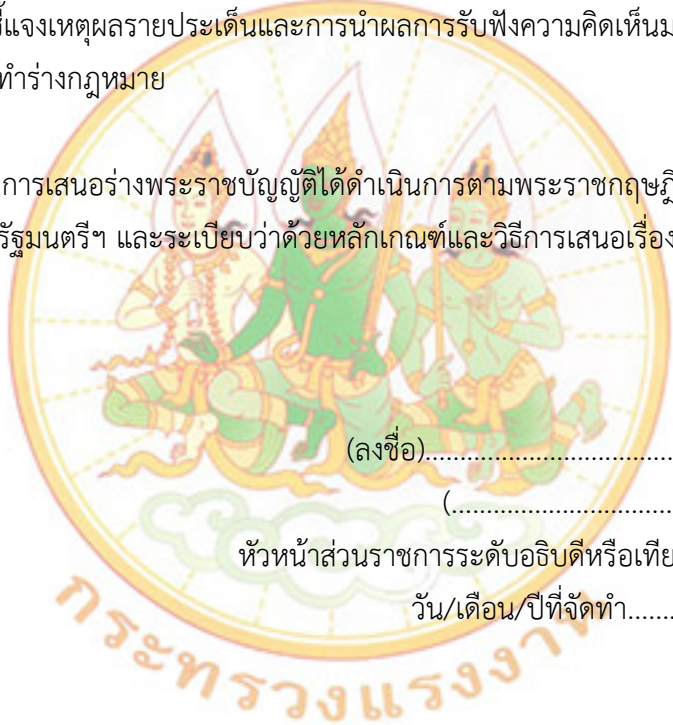 ชี้แจงเหตุผลรายประเด็นและการนำผลการรับฟังความคิดเห็นม
ทำร่างกฎหมาย
การเสนอร่างพระราชบัญญัติได้ดำเนินการตามพระราชกฤษฎี
รัฐมนตรีฯ และระเบียบว่าด้วยหลักเกณฑ์และวิธีการเสนอเรื่อง
(ลงชื่อ)...................................
(................................
หัวหน้าส่วนราชการระดับอธิบดีหรือเทีย
วัน/เดือน/ปีที่จัดทำ.......
กระทรวงแรงงาน